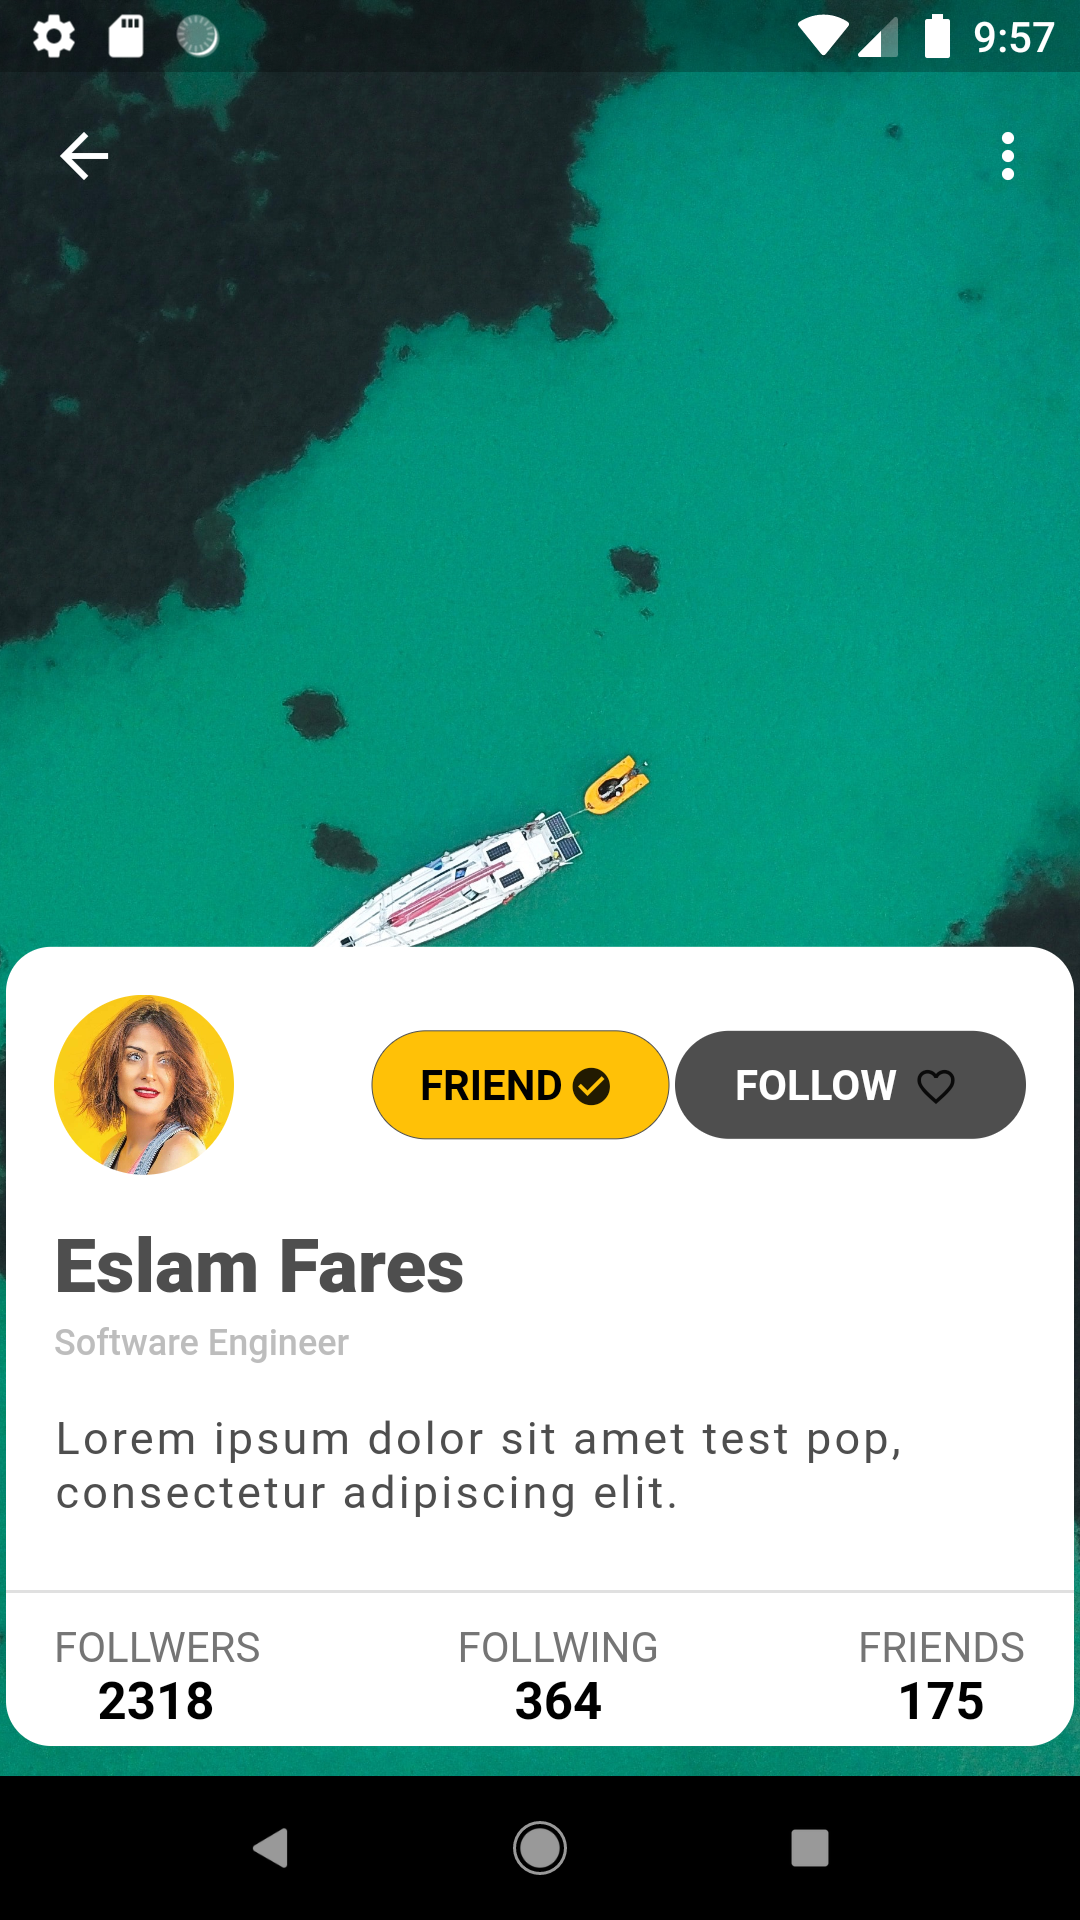 9:57
FRIEND FOLLOW
Eslam Fares
Software Engineer
Lorem ipsum dolor sit amet test pop,
consectetur adipiscing elit.
FOLLWERS FOLLWING FRIENDS
2318 364 175